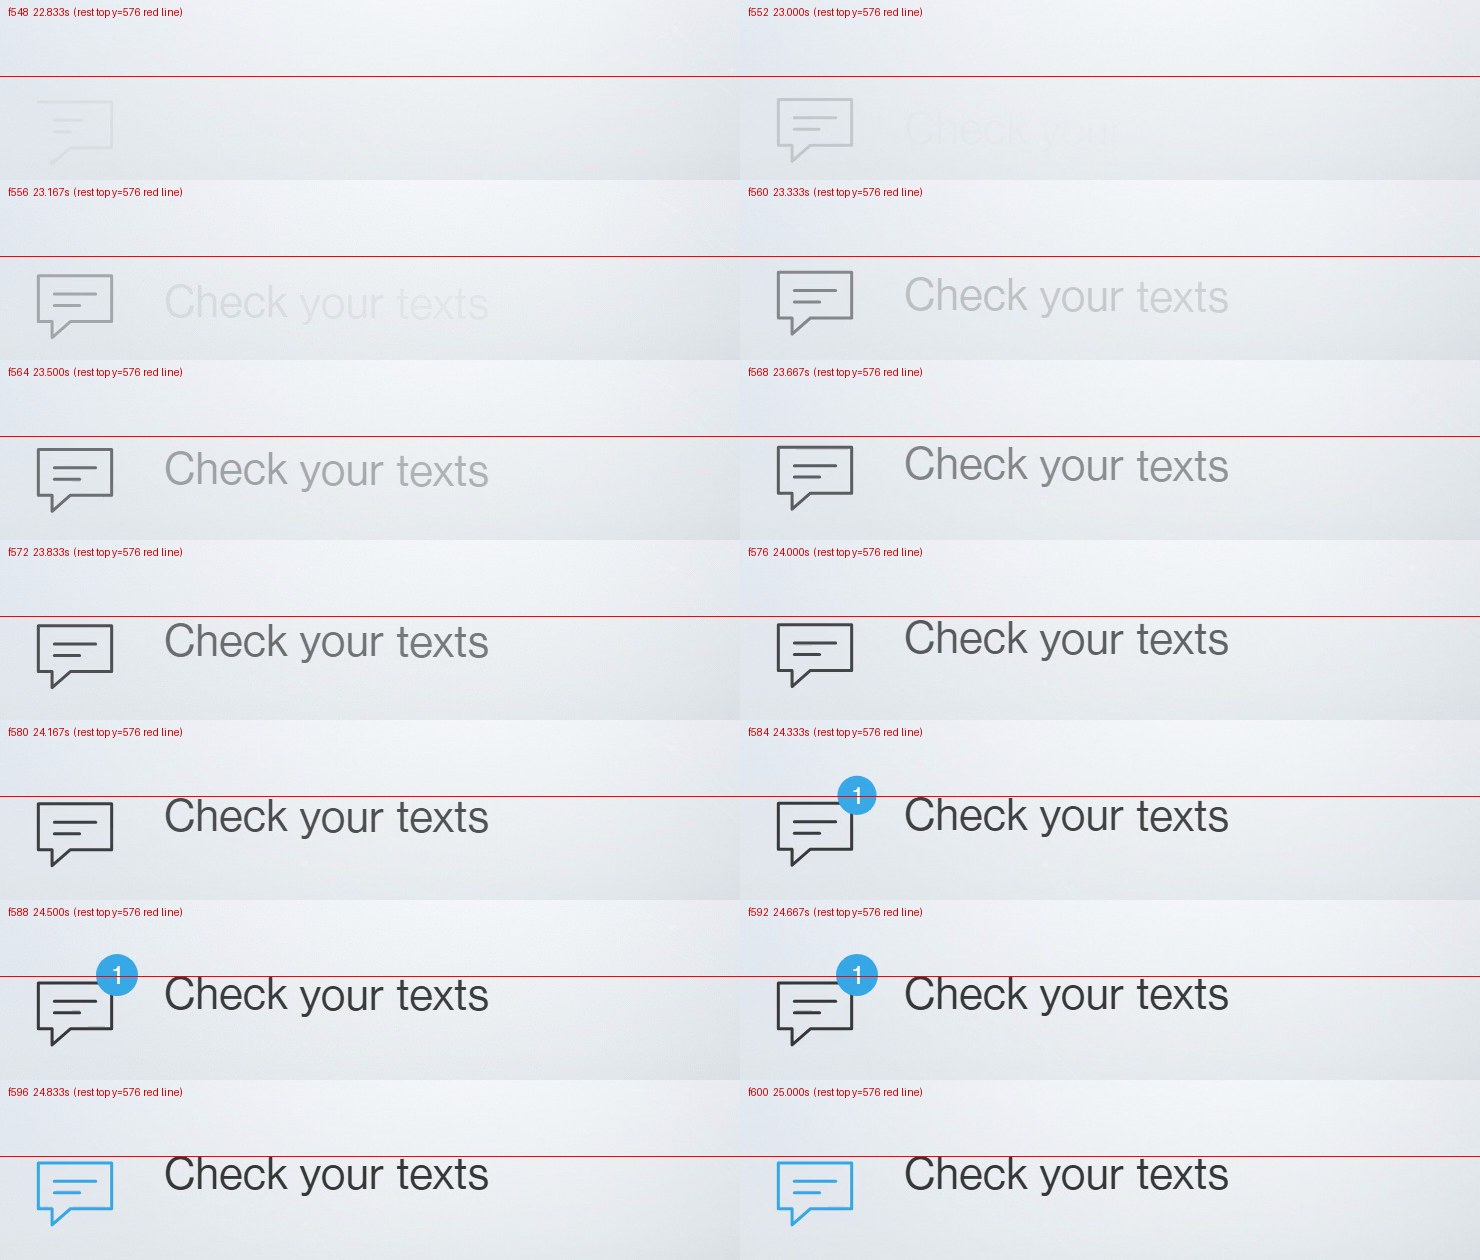 f548 22.833s (rest top y=576 red line)
f552 23.000s (rest top y=576 red line)
Check your
f556 23.167s (rest top y=576 red line)
f560 23.333s (rest top y=576 red line)
Check your texts
Check your texts
f564 23.500s (rest top y=576 red line)
f568 23.667s (rest top y=576 red line)
Check your texts
Check your texts
f572 23.833s (rest top y=576 red line)
f576 24.000s (rest top y=576 red line)
Check your texts
Check your texts
f580 24.167s (rest top y=576 red line)
f584 24.333s (rest top y=576 red line)
Check your texts
1
Check your texts
f588 24.500s (rest top y=576 red line)
f592 24.667s (rest top y=576 red line)
1
Check your texts
1
Check your texts
f596 24.833s (rest top y=576 red line)
f600 25.000s (rest top y=576 red line)
Check your texts
Check your texts